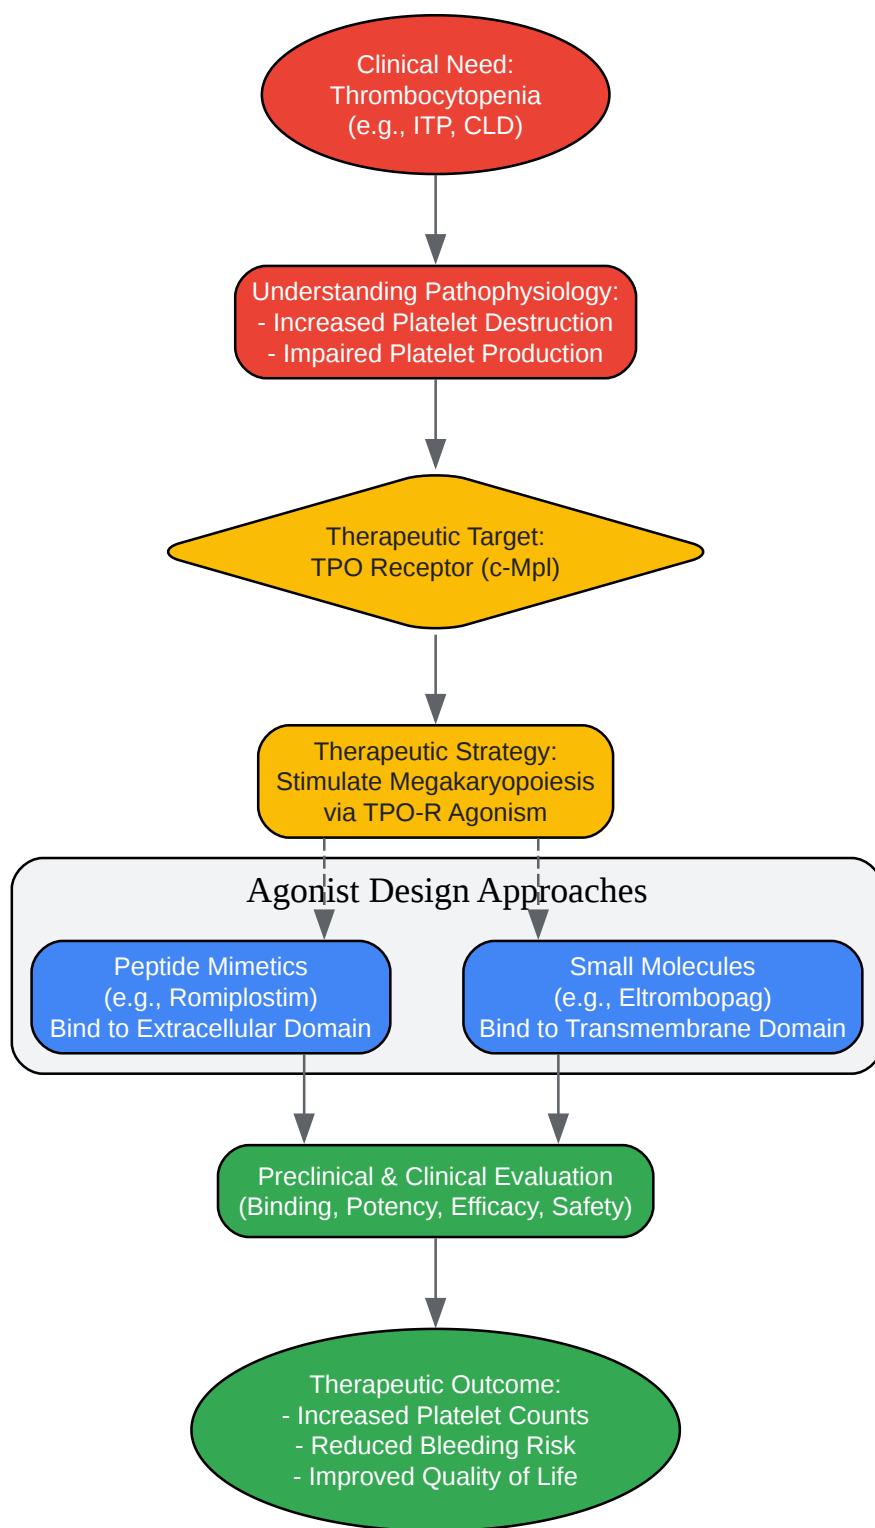 Clinical Need:
Thrombocytopenia
(e.g., ITP, CLD)
Understanding Pathophysiology:
- Increased Platelet Destruction
- Impaired Platelet Production
Therapeutic Target:
TPO Receptor (c-Mpl)
Therapeutic Strategy:
Stimulate Megakaryopoiesis
via TPO-R Agonism
Agonist Design Approaches
Peptide Mimetics
(e.g., Romiplostim)
Bind to Extracellular Domain
Small Molecules
(e.g., Eltrombopag)
Bind to Transmembrane Domain
Preclinical & Clinical Evaluation
(Binding, Potency, Efficacy, Safety)
Therapeutic Outcome:
- Increased Platelet Counts
- Reduced Bleeding Risk
- Improved Quality of Life